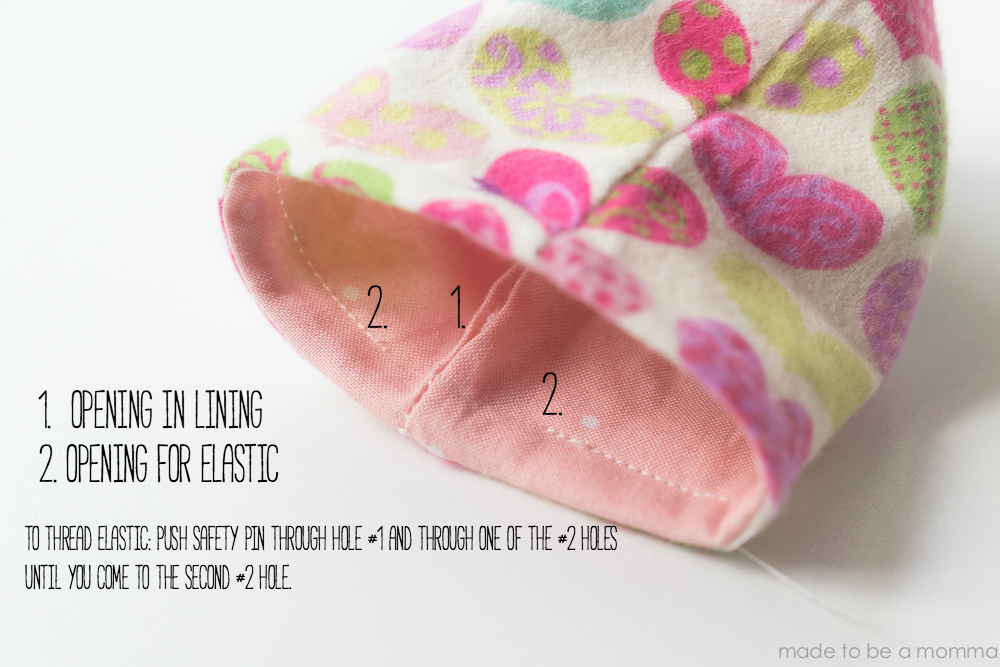 2.
1.
2.
1. OPENING IN LINING
2. OPENING FOR ELASTIC
TO THREAD ELASTIC: PUSH SAFETY PIN THROUGH HOLE #1 AND THROUGH ONE OF THE #2 HOLES
UNTIL YOU COME TO THE SECOND #2 HOLE.
made to be a momma